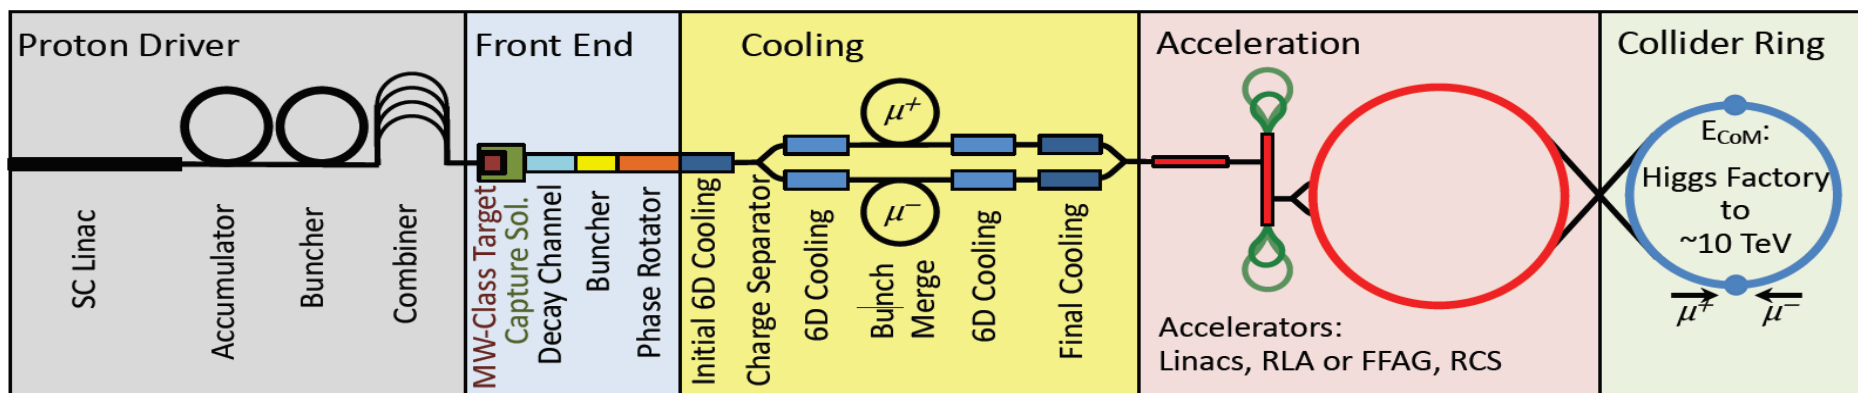 Proton Driver
Front End
Cooling
Acceleration
Collider Ring
SC Linac
Accumulator
Buncher
Combiner
MW-Class Target
Capture Sol.
Decay Channel
Buncher
Phase Rotator
Initial 6D Cooling
Charge Separator
6D Cooling
μ+
μ−
Bunch
Merge
6D Cooling
Final Cooling
Accelerators:
Linacs, RLA or FFAG, RCS
ECoM:
Higgs Factory
to
~10 TeV
μ+
μ−